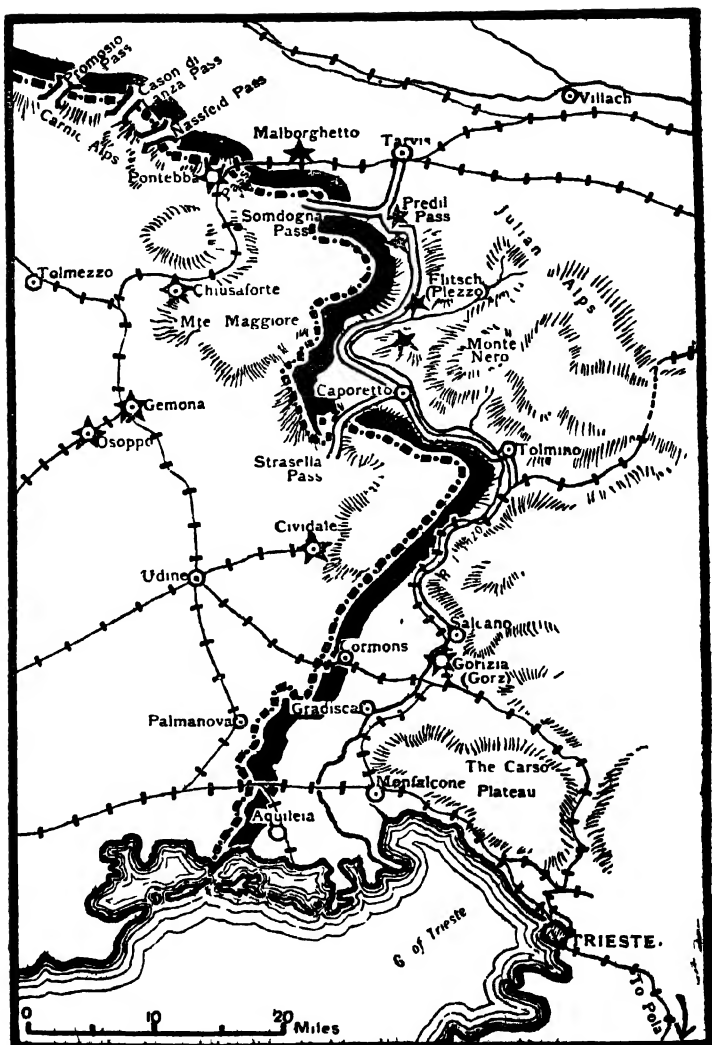 Promosio
Pass
Cason di
Lanza Pass
Nassfeld Pass
Carnic Alps
Villach
Malborghetto
Tarvis
Pontebba
Pass
Somdogna
Pass
Predil
Pass
Julian
Alps
Tolmezzo
Chiusaforte
Flitsch
(Plezzo)
Mte Maggiore
Monte
Nero
Caporetto
Gemona
Osoppo
Strasella
Pass
Tolmino
Cividale
Udine
Salcano
Cormons
Gorizia
(Gorz)
Gradisca
Palmanova
The Carso
Plateau
Monfalcone
Aquileia
G of Trieste
TRIESTE.
To Pola
0 10 20
Miles